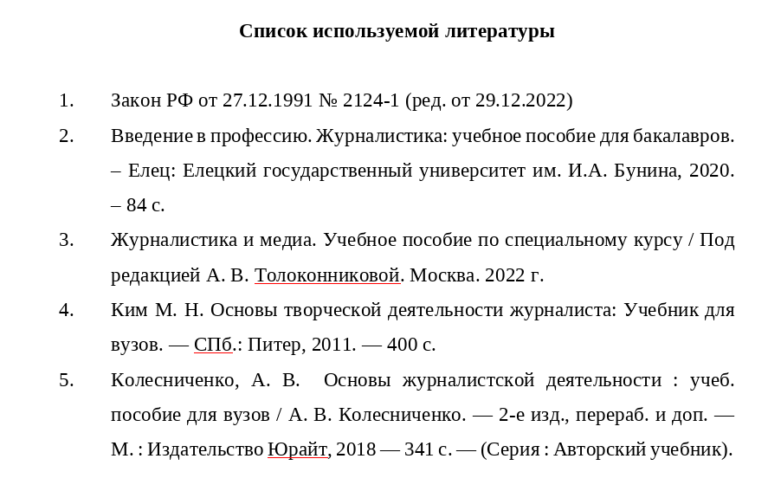 Список используемой литературы
1. Закон РФ от 27.12.1991 № 2124-1 (ред. от 29.12.2022)
2. Введение в профессию. Журналистика: учебное пособие для бакалавров.
– Елец: Елецкий государственный университет им. И.А. Бунина, 2020.
– 84 с.
3. Журналистика и медиа. Учебное пособие по специальному курсу / Под
редакцией А. В. Толоконниковой. Москва. 2022 г.
4. Ким М. Н. Основы творческой деятельности журналиста: Учебник для
вузов. — СПб.: Питер, 2011. — 400 с.
5. Колесниченко, А. В. Основы журналистской деятельности : учеб.
пособие для вузов / А. В. Колесниченко. — 2-е изд., перераб. и доп. —
М. : Издательство Юрайт, 2018 — 341 с. — (Серия : Авторский учебник).